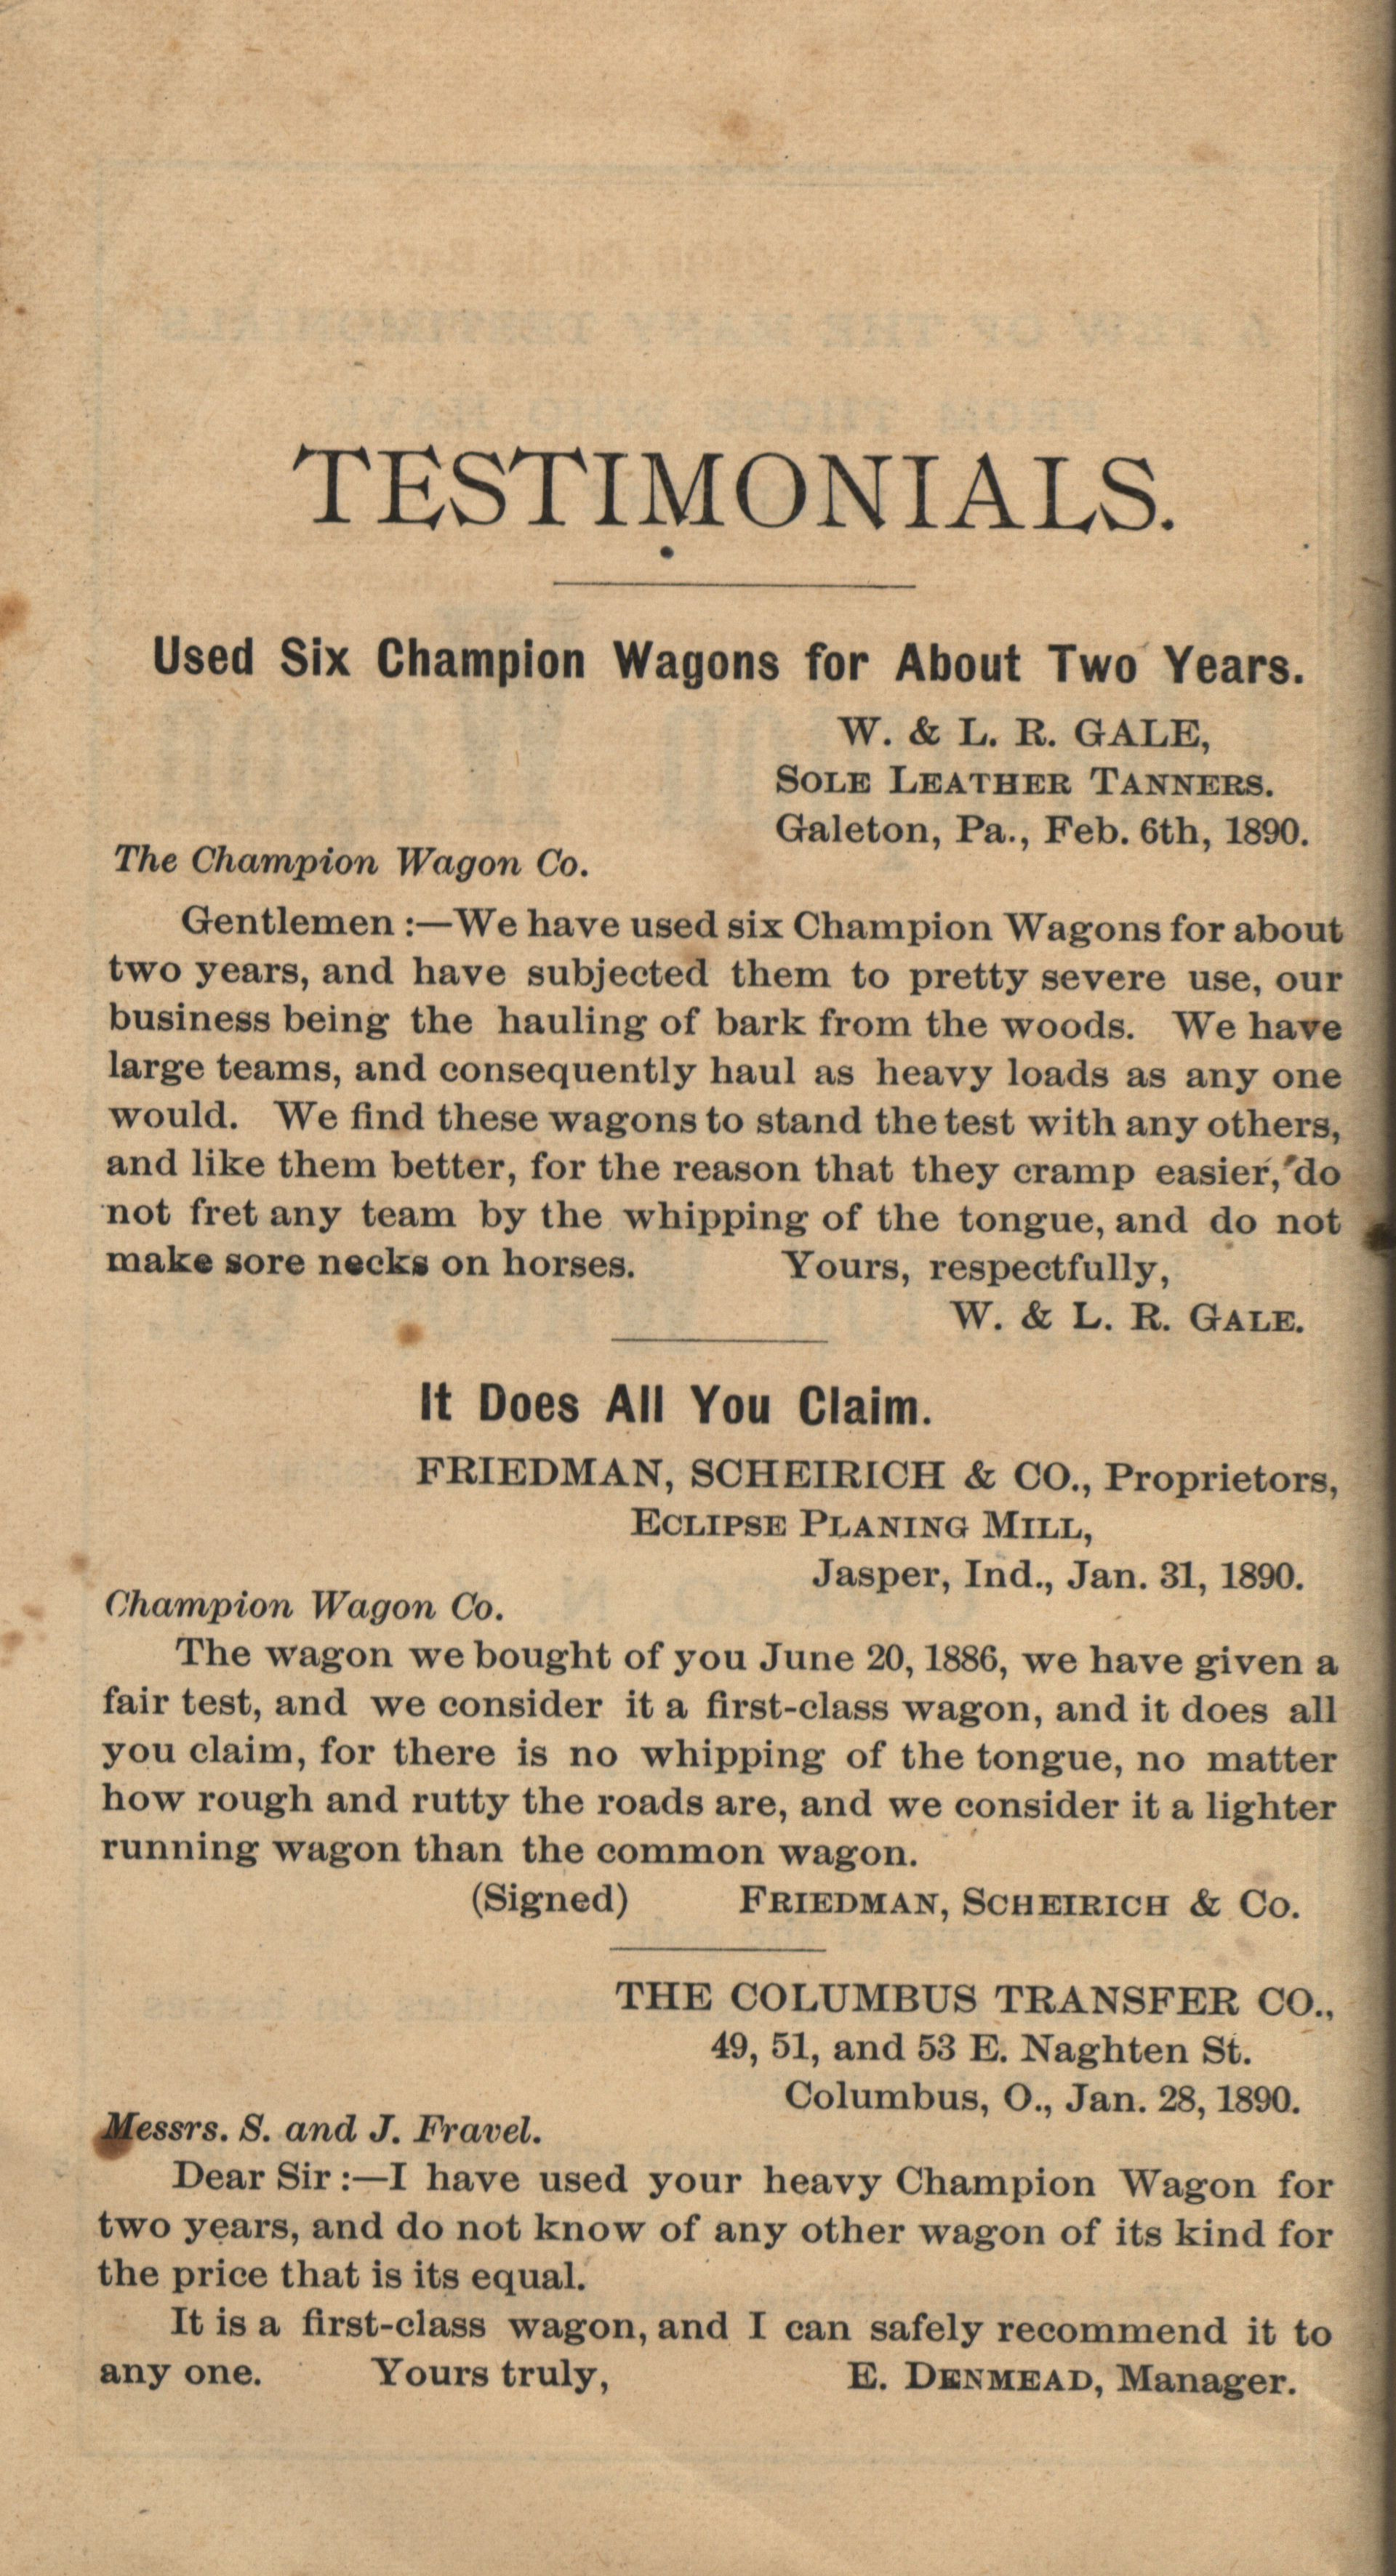 TESTIMONIALS.
Used Six Champion Wagons for About Two Years.
W. & L. R. GALE,
SOLE LEATHER TANNERS.
Galeton, Pa., Feb. 6th, 1890.
The Champion Wagon Co.
Gentlemen :—We have used six Champion Wagons for about
two years, and have subjected them to pretty severe use, our
business being the hauling of bark from the woods. We have
large teams, and consequently haul as heavy loads as any one
would. We find these wagons to stand the test with any others,
and like them better, for the reason that they cramp easier, do
not fret any team by the whipping of the tongue, and do not
make sore necks on horses. Yours, respectfully,
W. & L. R. GALE.
It Does All You Claim.
FRIEDMAN, SCHEIRICH & CO., Proprietors,
ECLIPSE PLANING MILL,
Jasper, Ind., Jan. 31, 1890.
Champion Wagon Co.
The wagon we bought of you June 20, 1886, we have given a
fair test, and we consider it a first-class wagon, and it does all
you claim, for there is no whipping of the tongue, no matter
how rough and rutty the roads are, and we consider it a lighter
running wagon than the common wagon.
(Signed) FRIEDMAN, SCHEIRICH & CO.
THE COLUMBUS TRANSFER CO.,
49, 51, and 53 E. Naghten St.
Columbus, O., Jan. 28, 1890.
Messrs. S. and J. Fravel.
Dear Sir :—I have used your heavy Champion Wagon for
two years, and do not know of any other wagon of its kind for
the price that is its equal.
It is a first-class wagon, and I can safely recommend it to
any one. Yours truly, E. DENMEAD, Manager.